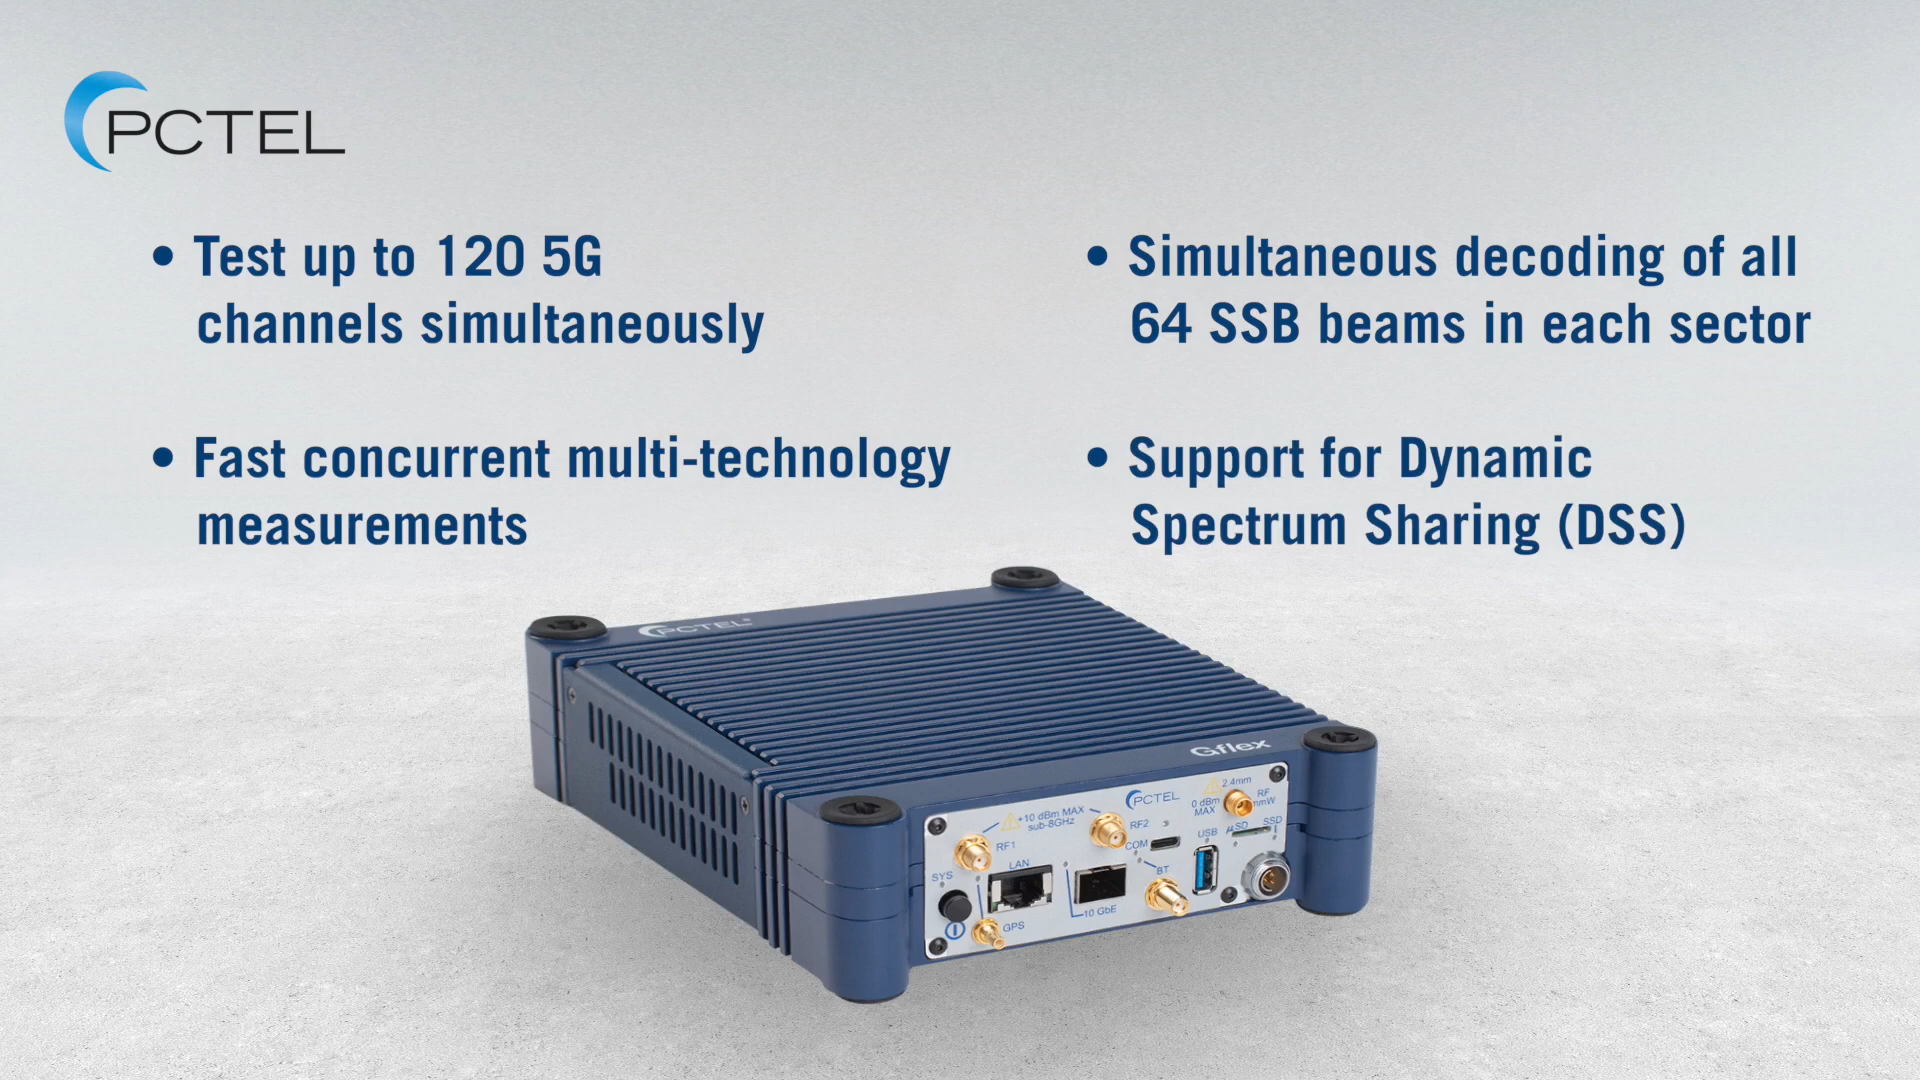 PCTEL
• Test up to 120 5G
channels simultaneously
• Fast concurrent multi-technology
measurements
• Simultaneous decoding of all
64 SSB beams in each sector
• Support for Dynamic
Spectrum Sharing (DSS)
PCTEL®
Gflex
PCTEL
+10 dBm MAX
sub-8GHz
RF1
RF2
0 dBm
MAX
2.4mm
RF
mmW
SYS
LAN
COM
USB
µSD
SSD
BT
10 GbE
GPS